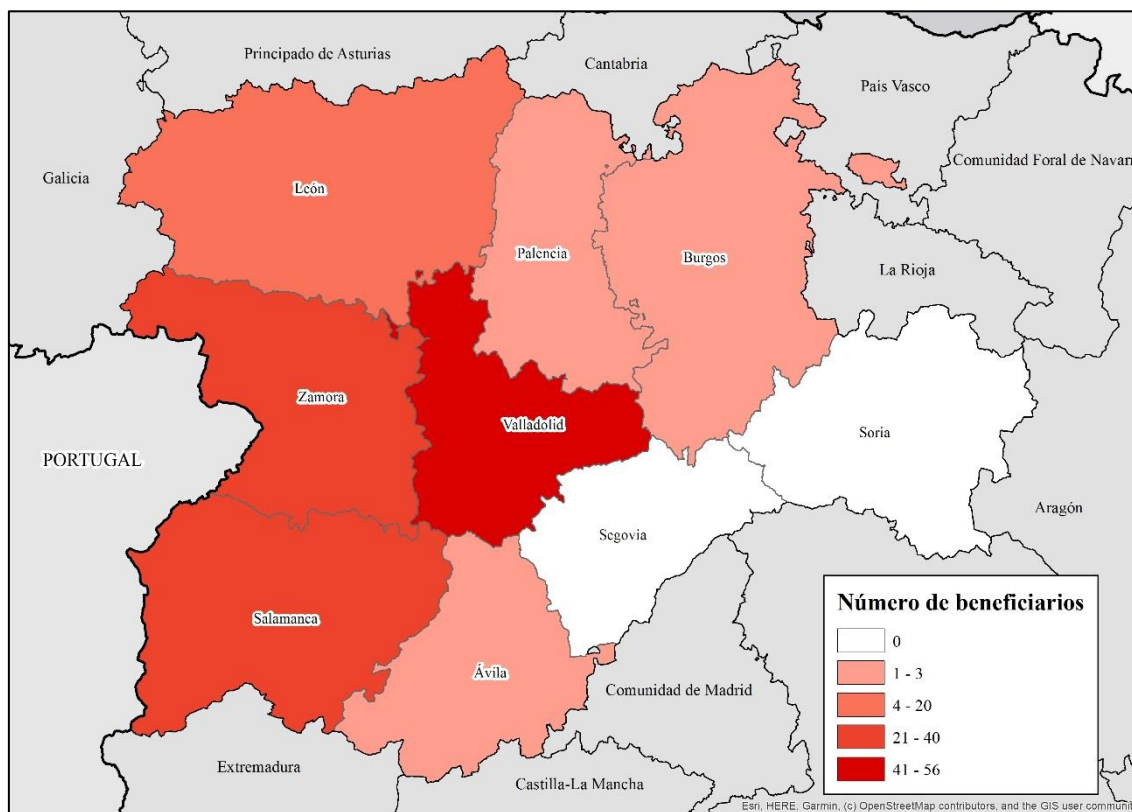 Principado de Asturias
Cantabria
País Vasco
Galicia
León
Comunidad Foral de Navarr
Palencia
Burgos
La Rioja
Zamora
Valladolid
Soria
PORTUGAL
Aragón
Segovia
Salamanca
Ávila
Comunidad de Madrid
Extremadura
Castilla-La Mancha
Número de beneficiarios
0
1 - 3
4 - 20
21 - 40
41 - 56
Esri, HERE, Garmin, (c) OpenStreetMap contributors, and the GIS user communit